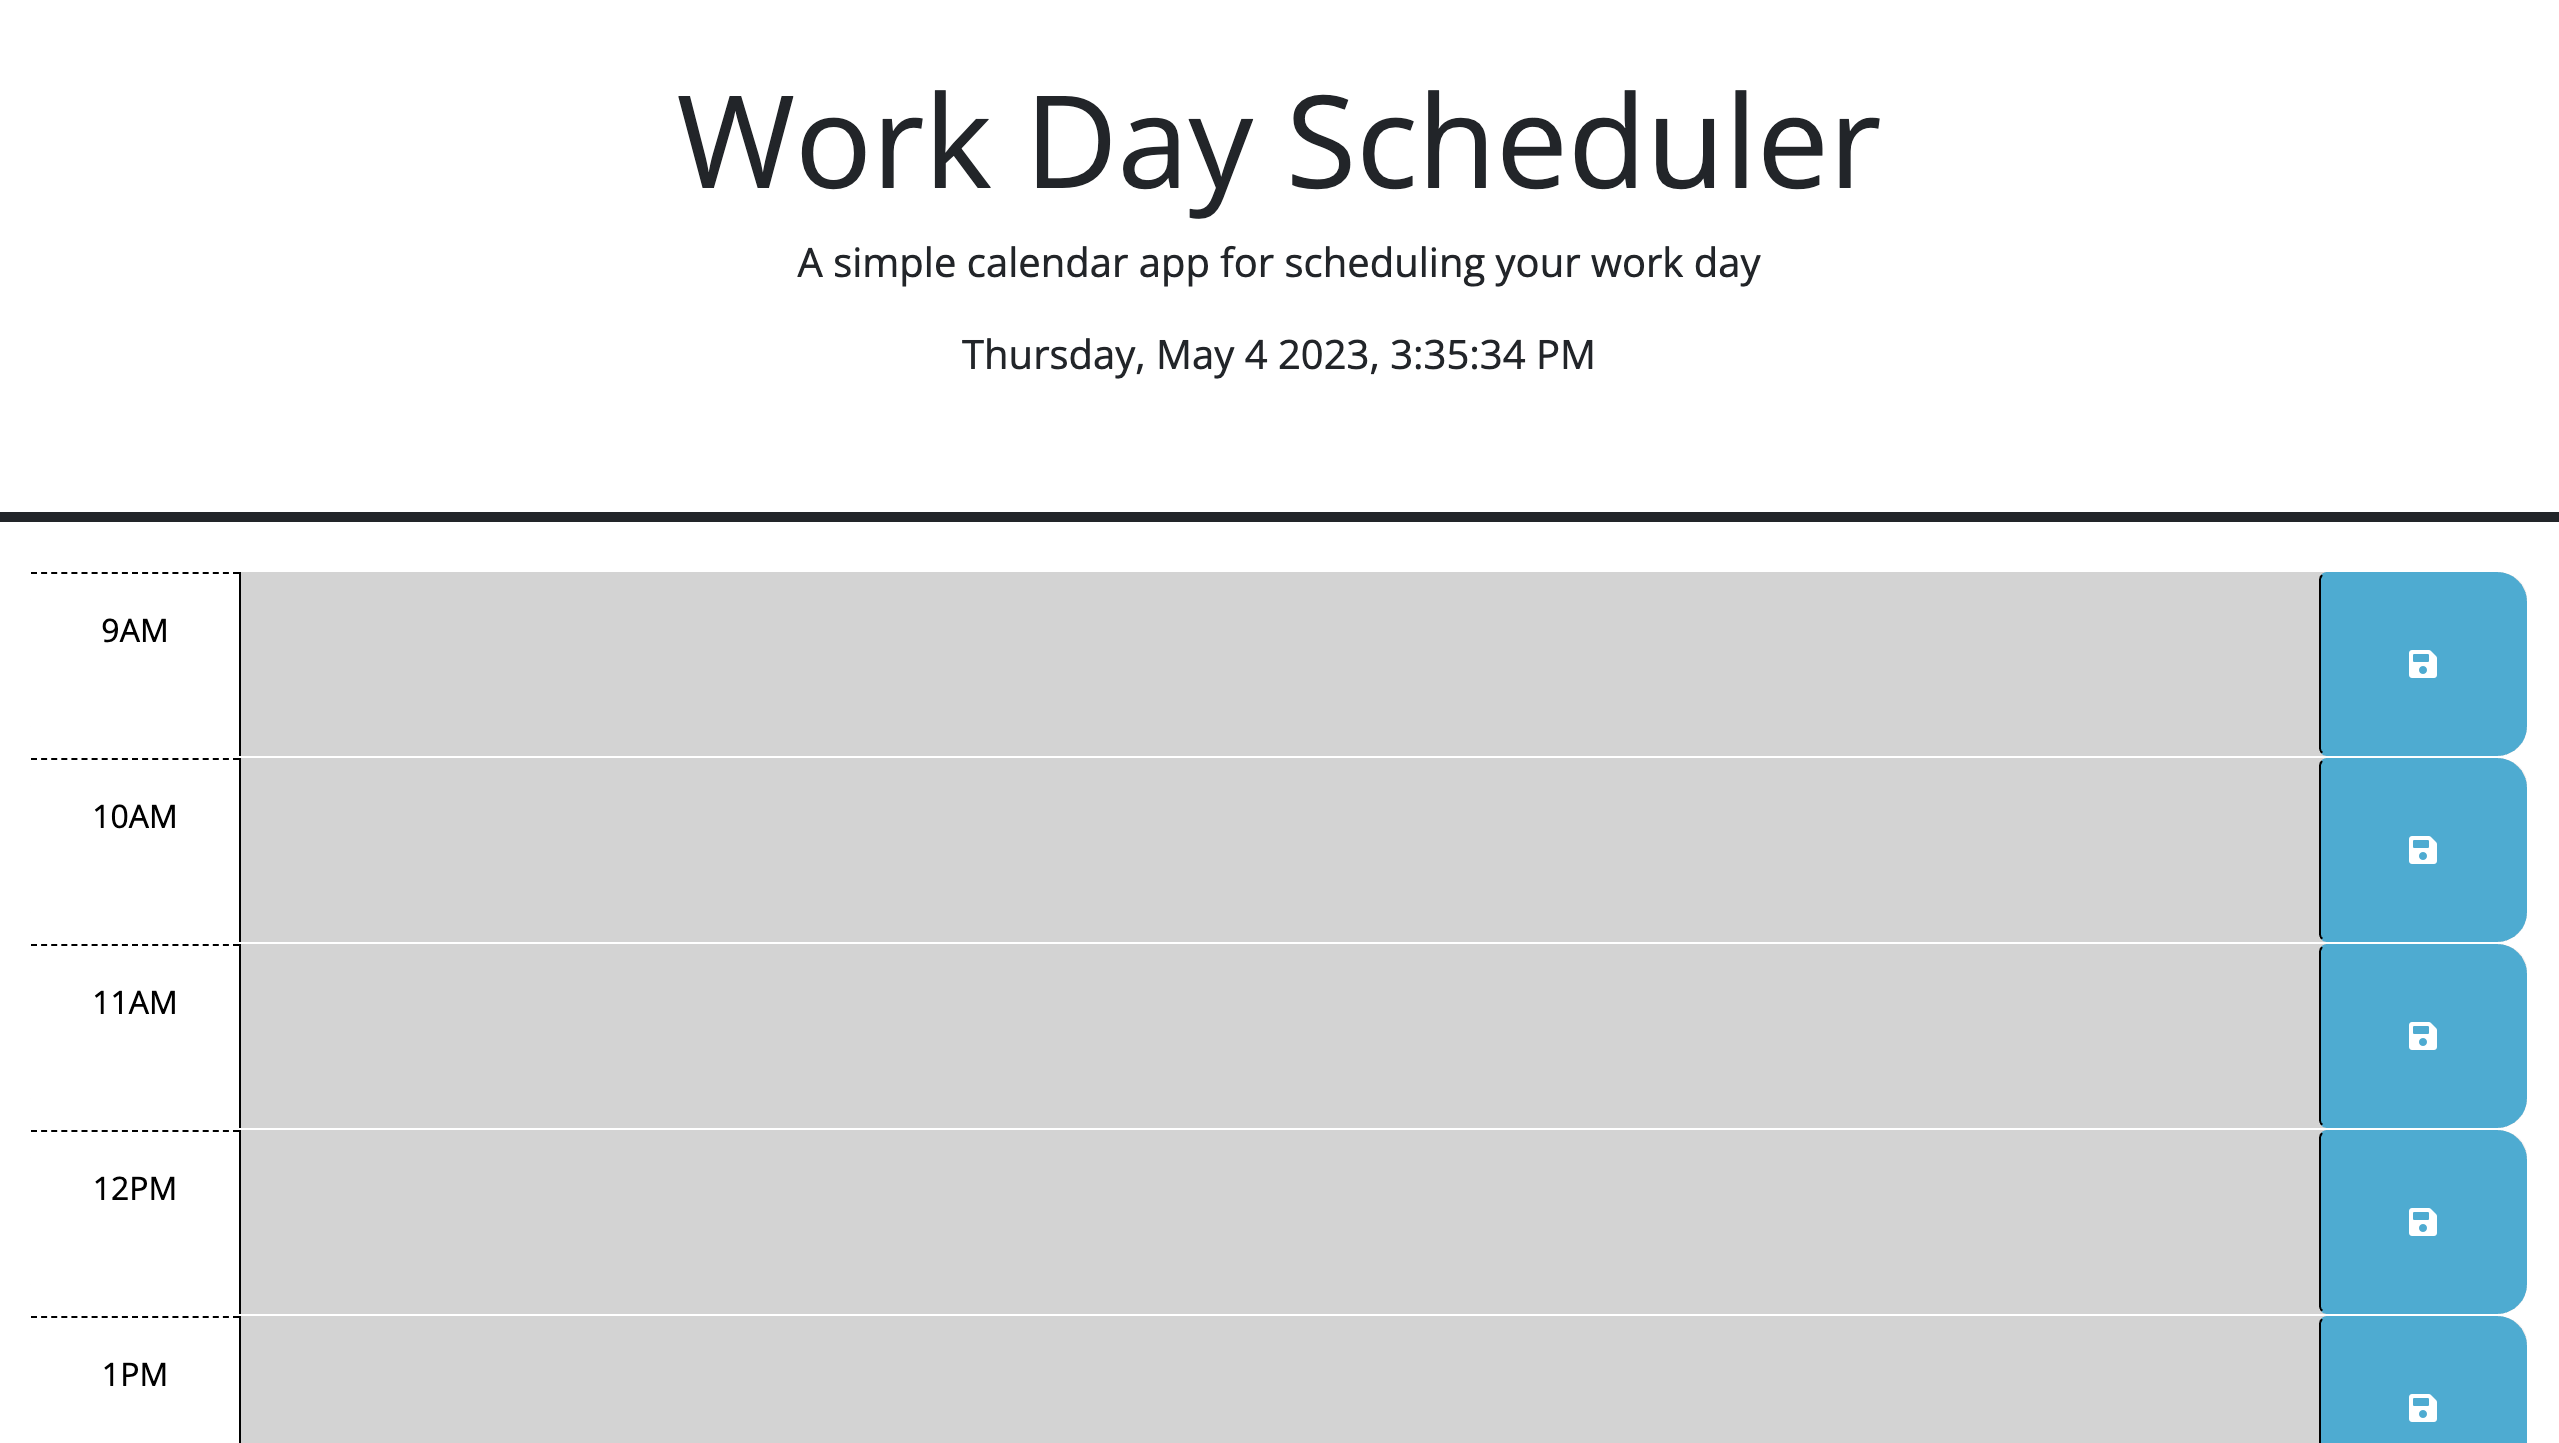 Work Day Scheduler
A simple calendar app for scheduling your work day
Thursday, May 4 2023, 3:35:34 PM
9AM
10AM
11AM
12PM
1PM